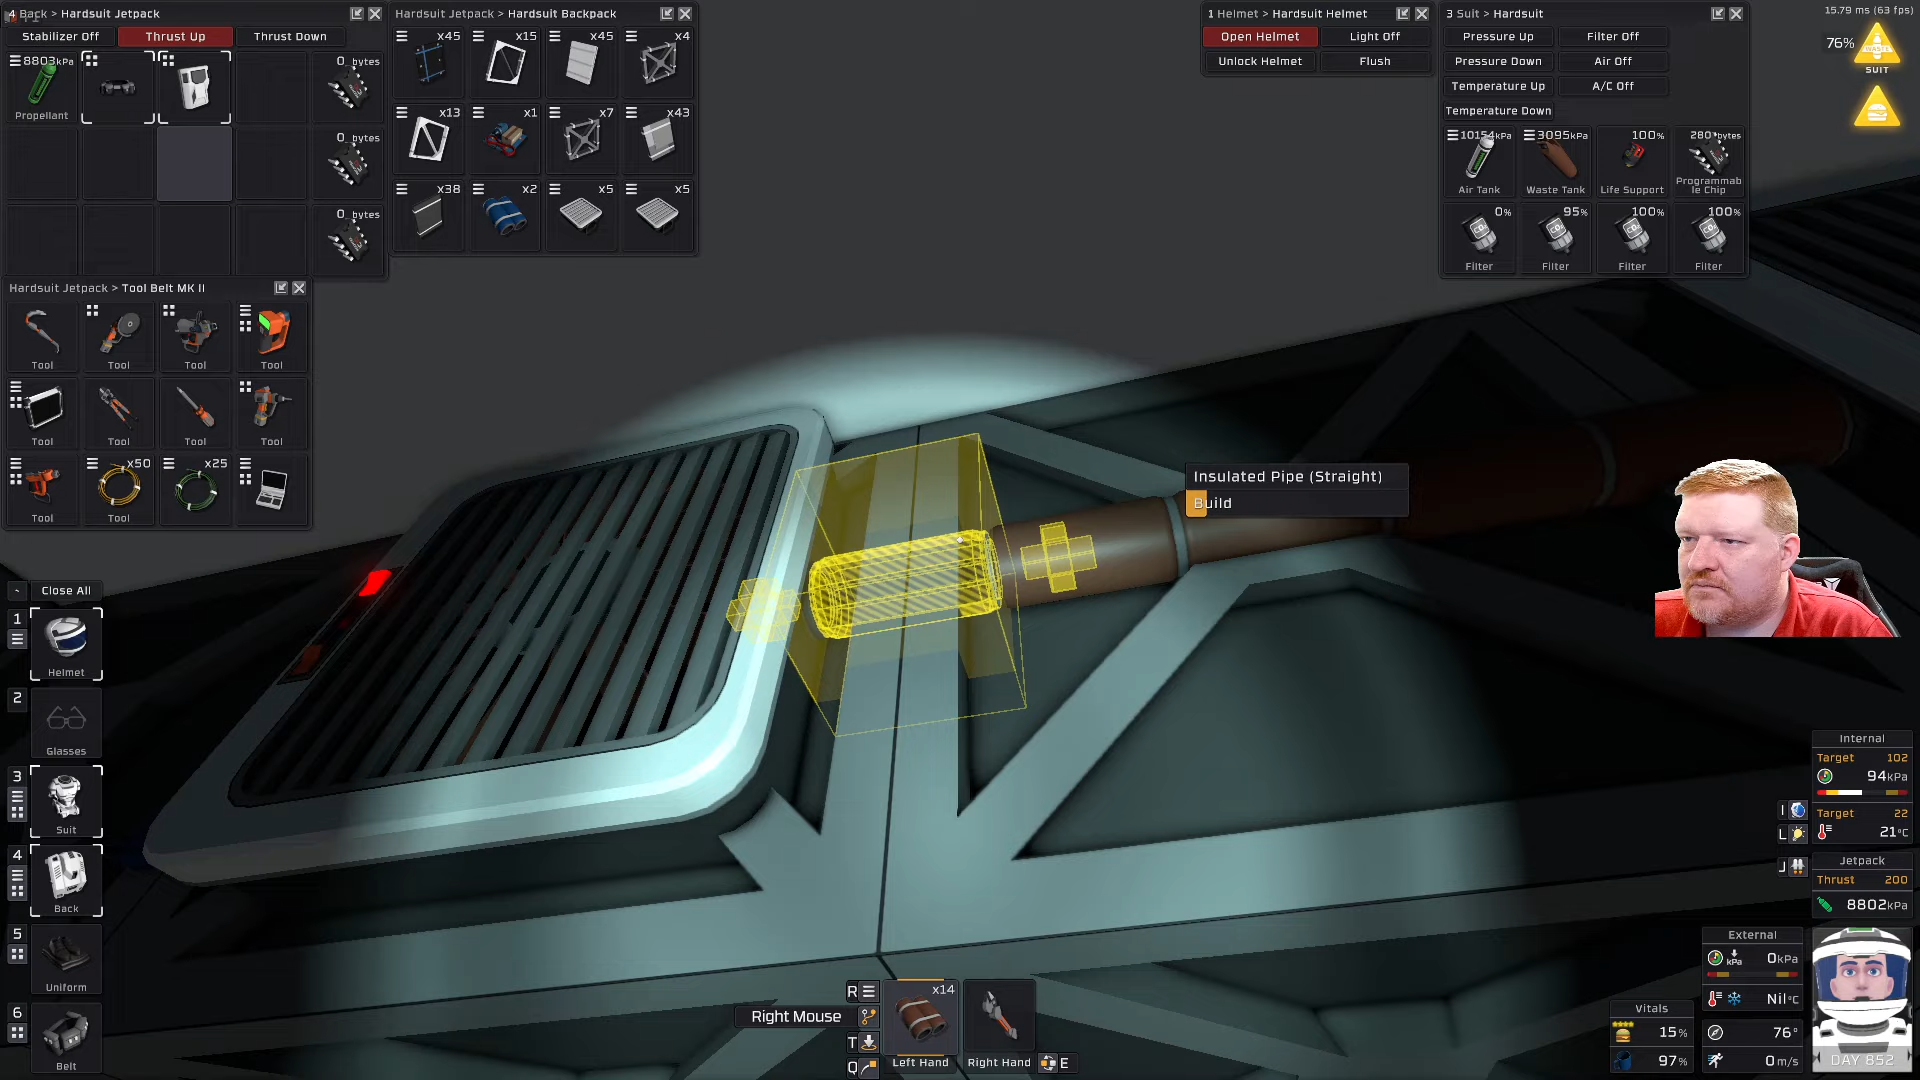 4 Back > Hardsuit Jetpack
Stabilizer Off
Thrust Up
Thrust Down
8803kPa
Propellant
0 bytes
0 bytes
0 bytes
Hardsuit Jetpack > Hardsuit Backpack
x45
x15
x45
x4
x13
x1
x7
x43
x38
x2
x5
x5
Hardsuit Jetpack > Tool Belt MK II
Tool
Tool
Tool
Tool
Tool
Tool
Tool
Tool
Tool
x50
Tool
x25
Tool
1 Helmet > Hardsuit Helmet
Open Helmet
Light Off
Unlock Helmet
Flush
3 Suit > Hardsuit
Pressure Up
Filter Off
Pressure Down
Air Off
Temperature Up
A/C Off
Temperature Down
10154kPa
Air Tank
3095kPa
Waste Tank
100%
Life Support
280 bytes
Programmab
le Chip
0%
Filter
95%
Filter
100%
Filter
100%
Filter
15.79 ms (63 fps)
76%
WASTE
SUIT
Insulated Pipe (Straight)
Build
~
Close All
1
Helmet
2
Glasses
3
Suit
4
Back
5
Uniform
6
Belt
Right Mouse
R
T
Q
x14
Left Hand
Right Hand
E
Internal
Target 102
94kPa
Target 22
21°C
I
L
J
Jetpack
Thrust 200
8802kPa
External
kPa
0kPa
Nil°C
76°
0m/s
Vitals
15%
97%
DAY 852